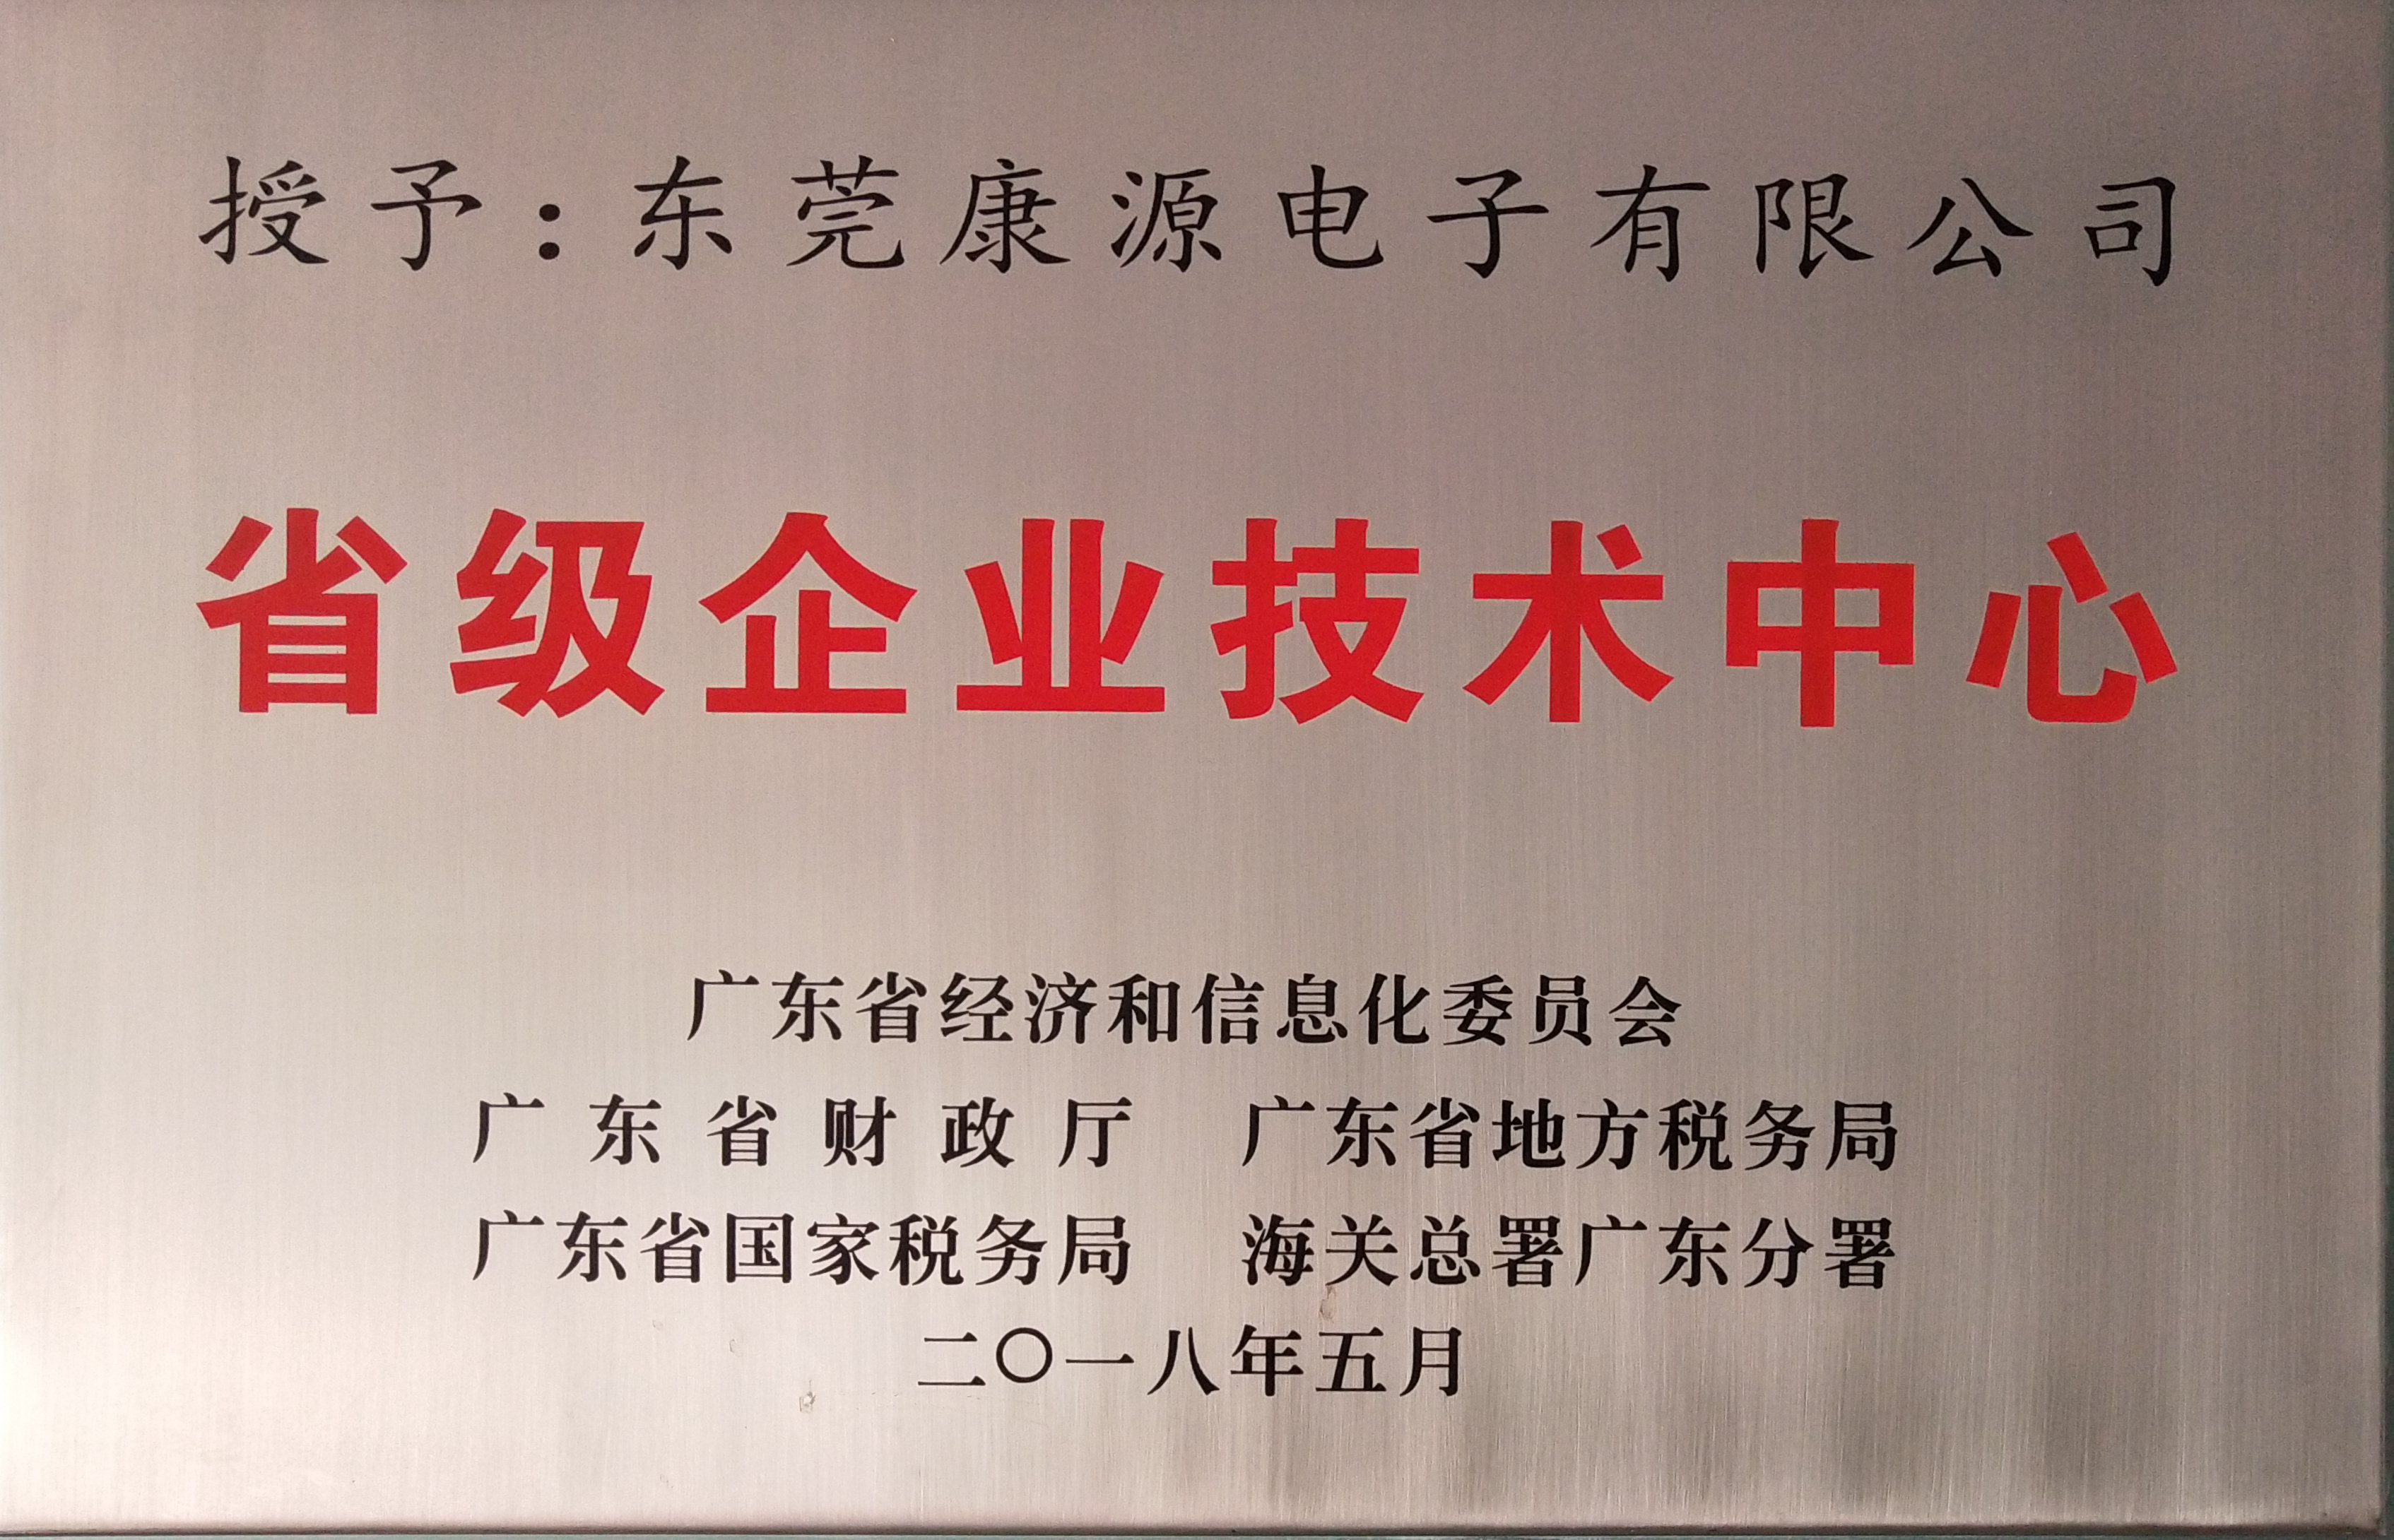 授予：东莞康源电子有限公司
省级企业技术中心
广东省经济和信息化委员会
广东省财政厅 广东省地方税务局
广东省国家税务局 海关总署广东分署
二〇一八年五月